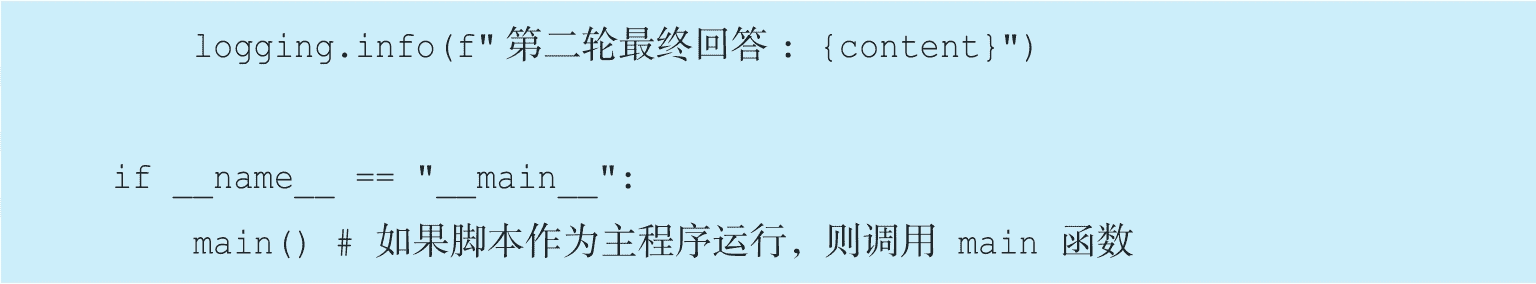 logging.info(f"第二轮最终回答：{content}")
if __name__ == "__main__":
main() # 如果脚本作为主程序运行，则调用 main 函数